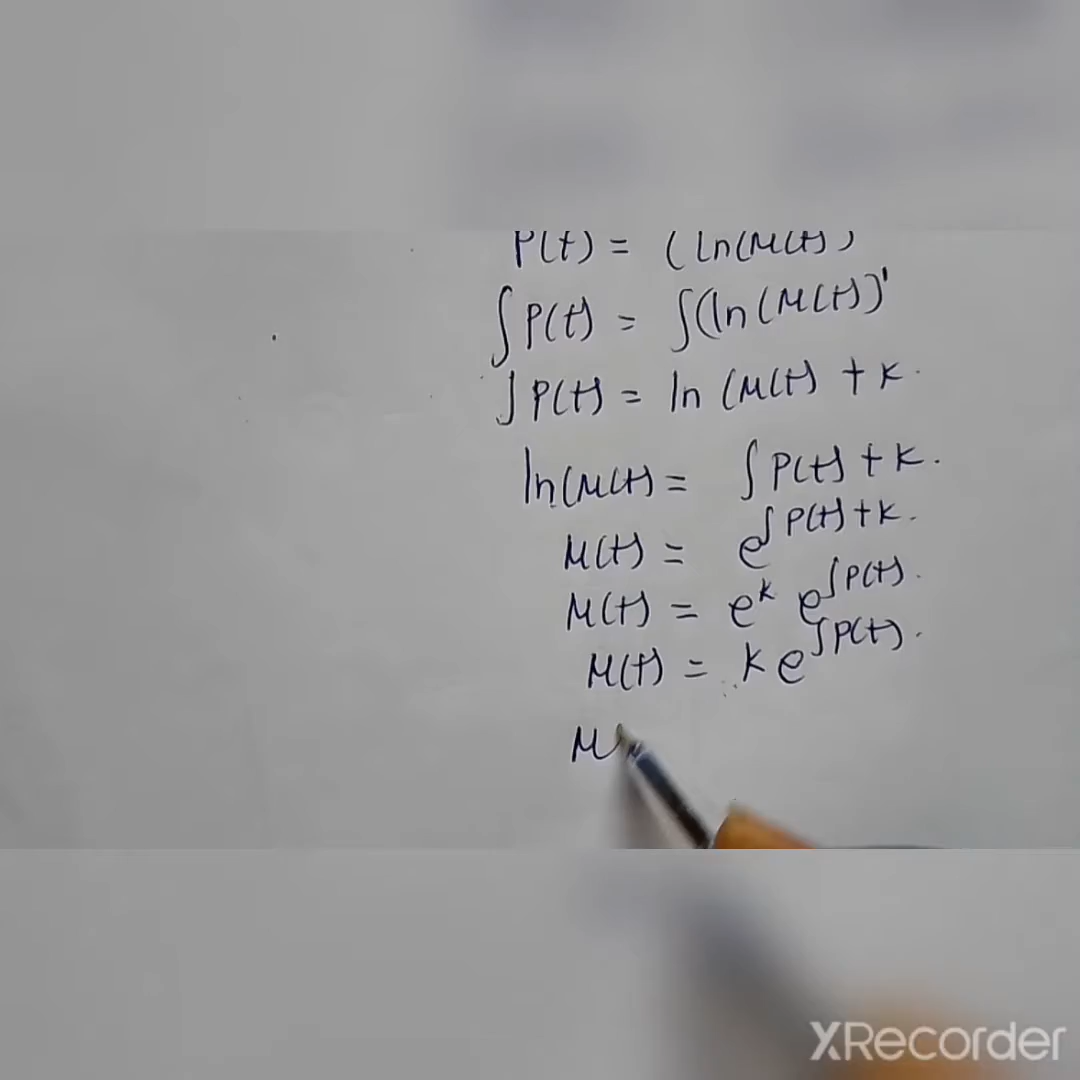 P(t) = (ln(μ(t))
∫P(t) = ∫(ln(μ(t))'
∫P(t) = ln(μ(t) + K.
ln(μ(t) = ∫P(t) + K.
μ(t) = e^∫P(t)+K.
μ(t) = e^k e^∫P(t).
μ(t) = K e^∫P(t).
μ
XRecorder